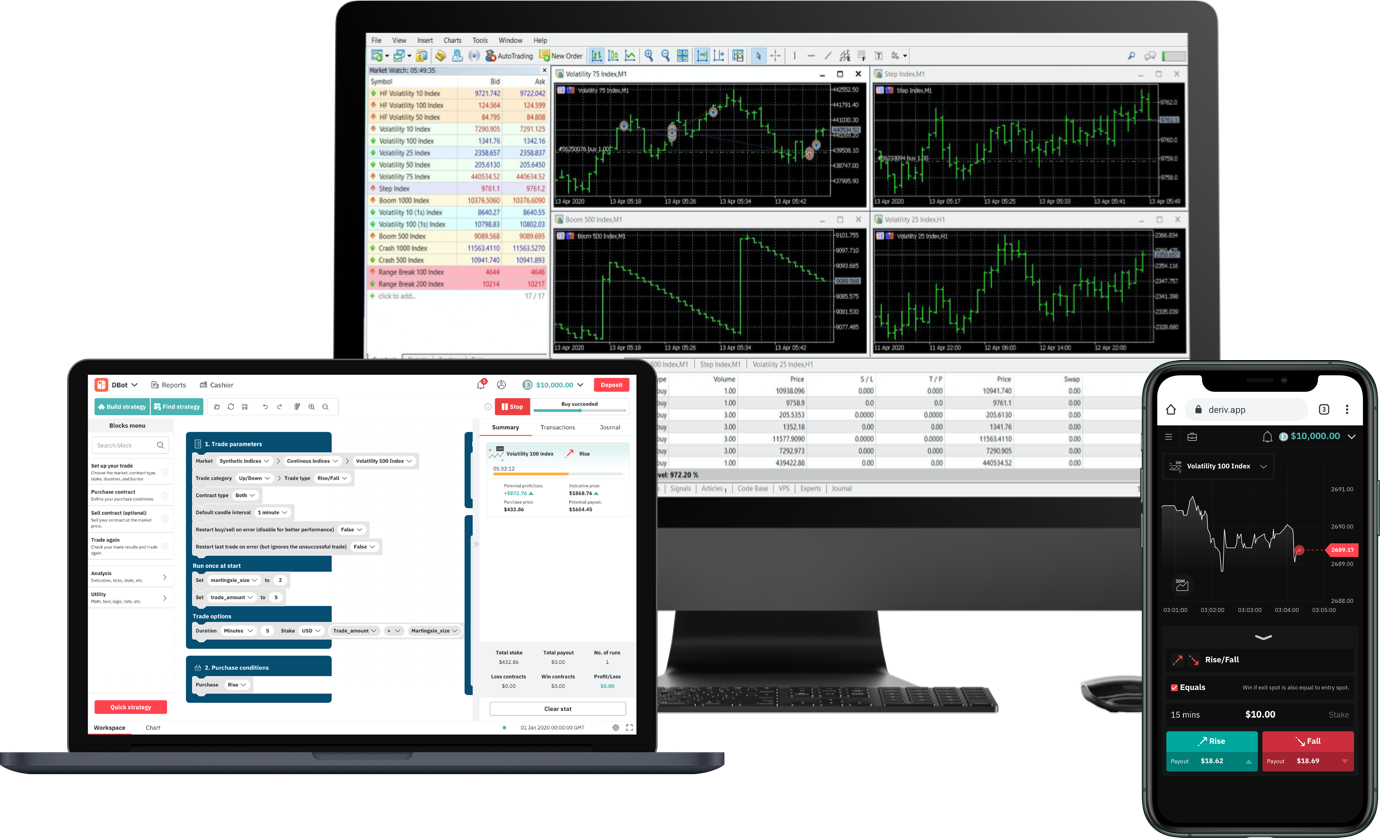 File View Insert Charts Tools Window Help
AutoTrading New Order
Market Watch: 05:49:35
Symbol Bid Ask
HF Volatility 10 Index 9721.742 9722.042
HF Volatility 100 Index 124.564 124.599
HF Volatility 50 Index 84.795 84.808
Volatility 10 Index 7290.905 7291.125
Volatility 100 Index 1341.76 1342.16
Volatility 25 Index 2358.657 2358.837
Volatility 50 Index 205.6130 205.6450
Volatility 75 Index 440534.52 440634.52
Step Index 9761.1 9761.2
Boom 1000 Index 10376.5060 10376.6090
Volatility 10 (1s) Index 8640.27 8640.55
Volatility 100 (1s) Index 10798.83 10802.03
Boom 500 Index 9089.568 9089.695
Crash 1000 Index 11563.4110 11563.5270
Crash 500 Index 10941.740 10941.893
Range Break 100 Index 4644 4646
Range Break 200 Index 10214 10217
click to add... 17 / 17
Volatility 75 Index,M1
Volatility 75 Index,M1
442552.50
441791.40
441030.30
440534.52
439508.10
438747.00
437985.90
#56250076 buy 1.00
13 Apr 2020 13 Apr 05:18 13 Apr 05:26 13 Apr 05:34 13 Apr 05:42
Step Index,M1
Step Index,M1
9762.0
9761.1
9760.0
9759.0
9758.0
#56233094 buy 1.00
13 Apr 2020 13 Apr 05:17 13 Apr 05:25 13 Apr 05:33 13 Apr 05:41 05:49
Boom 500 Index,M1
Boom 500 Index,M1
9101.755
9097.710
9093.665
9085.575
9081.530
9077.485
13 Apr 2020 13 Apr 05:18 13 Apr 05:26 13 Apr 05:34 13 Apr 05:42
Volatility 25 Index,H1
Volatility 25 Index,H1
2366.834
2354.116
2347.757
2341.398
2335.039
2328.680
11 Apr 2020 11 Apr 22:00 12 Apr 06:00 12 Apr 14:00 12 Apr 22:00
100 Index,M1 Step Index,M1 Volatility 25 Index,H1
ype Volume Price S / L T / P Price Swap
buy 1.00 10938.096 0.000 0.000 10941.740 0.00
buy 1.00 9758.9 0.0 0.0 9761.1 0.00
buy 3.00 205.5353 0.0000 0.0000 205.6130 0.00
buy 3.00 1352.18 0.00 0.00 1341.76 0.00
buy 3.00 11577.9090 0.0000 0.0000 11563.4110 0.00
buy 3.00 7292.973 0.000 0.000 7290.905 0.00
buy 1.00 439422.88 0.00 0.00 440534.52 0.00
vel: 972.20 %
Signals Articles Code Base VPS Experts Journal
DBot Reports Cashier $10,000.00 Deposit
Build strategy Find strategy
Stop Buy succeeded
Blocks menu
Search block
Set up your trade
Choose the market, contract type,
stake, duration, and barrier.
Purchase contract
Define your purchase conditions.
Sell contract (optional)
Sell your contract at the market
price.
Trade again
Check your trade results and trade
again.
Analysis
Indicators, ticks, stats, etc.
Utility
Math, text, logic, lists, etc.
Quick strategy
Workspace Chart
1. Trade parameters
Market Synthetic indices Continous indices Volatility 100 Index
Trade category Up/Down Trade type Rise/Fall
Contract type Both
Default candle interval 1 minute
Restart buy/sell on error (disable for better performance) False
Restart last trade on error (but ignores the unsuccessful trade) False
Run once at start
Set martingale_size to 2
Set trade_amount to 5
Trade options
Duration Minutes 5 Stake USD Trade_amount Martingale_size
2. Purchase conditions
Purchase Rise
Summary Transactions Journal
Volatility 100 index Rise
05:32:12
Potential profit/loss: Indicative price:
+$872.76 $1868.76
Purchase price: Potential payout:
$432.86 $1654.45
Total stake Total payout No. of runs
$432.86 $0.00 1
Loss contracts Win contracts Profit/Loss
$0.00 $0.00 $0.00
Clear stat
01 Jan 2020 00:00:00 GMT
deriv.app 3
$10,000.00
Volatility 100 Index
2691.00
2690.00
2689.17
2689.00
2688.00
30M
03:01:00 03:02:00 03:03:00 03:04:00 03:05:00
Rise/Fall
Equals Win if exit spot is also equal to entry spot.
15 mins $10.00 Stake
Rise Fall
Payout $18.62 Payout $18.69